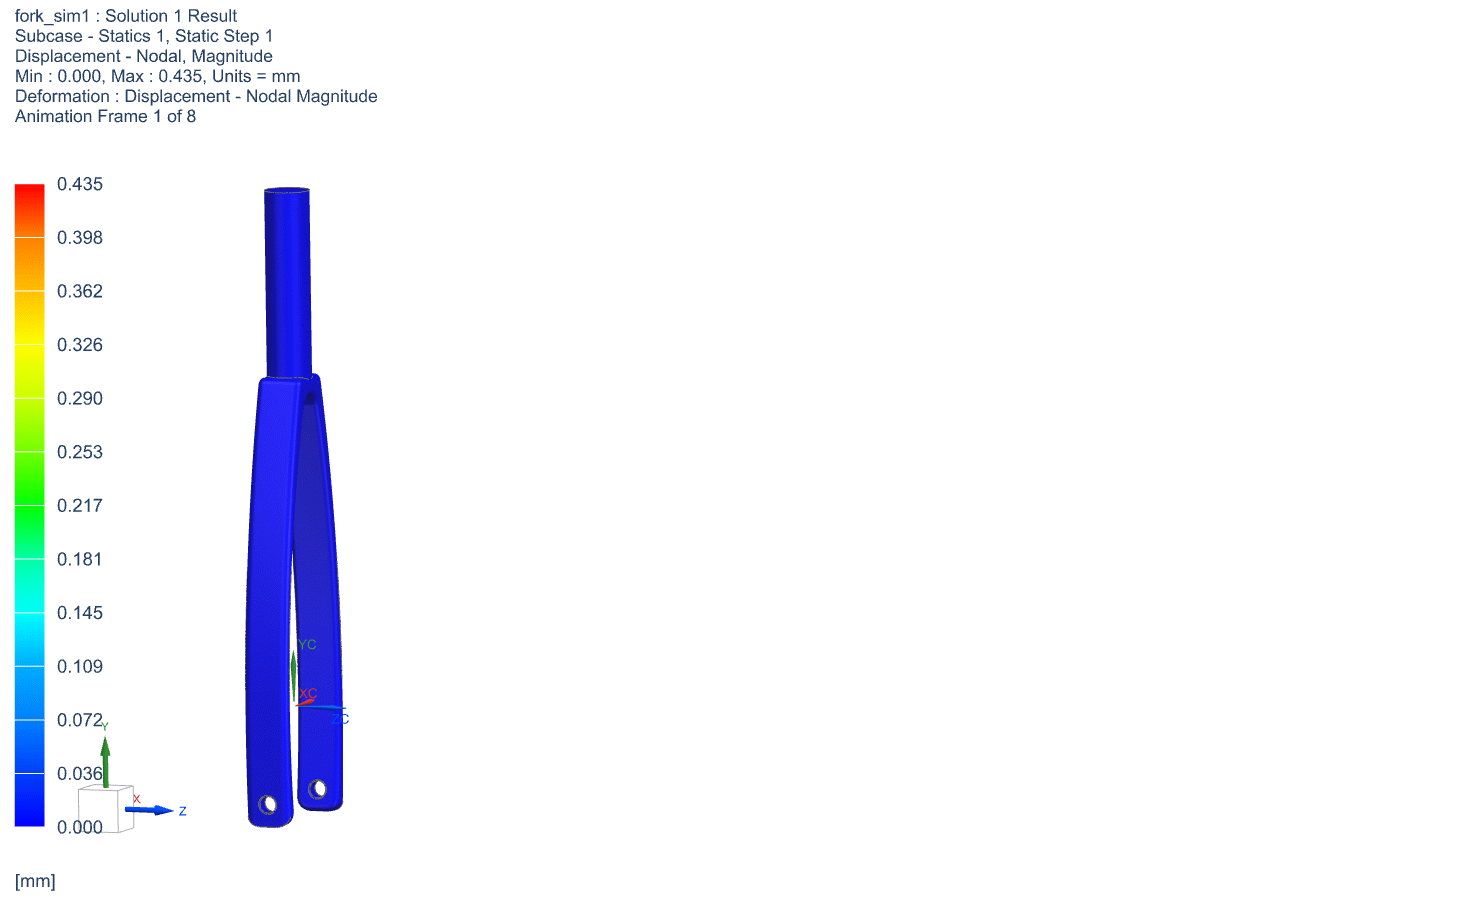 fork_sim1 : Solution 1 Result
Subcase - Statics 1, Static Step 1
Displacement - Nodal, Magnitude
Min : 0.000, Max : 0.435, Units = mm
Deformation : Displacement - Nodal Magnitude
Animation Frame 1 of 8
0.435
0.398
0.362
0.326
0.290
0.253
0.217
0.181
0.145
0.109
0.072
0.036
0.000
[mm]
Y
X
Z
YC
XC
ZC